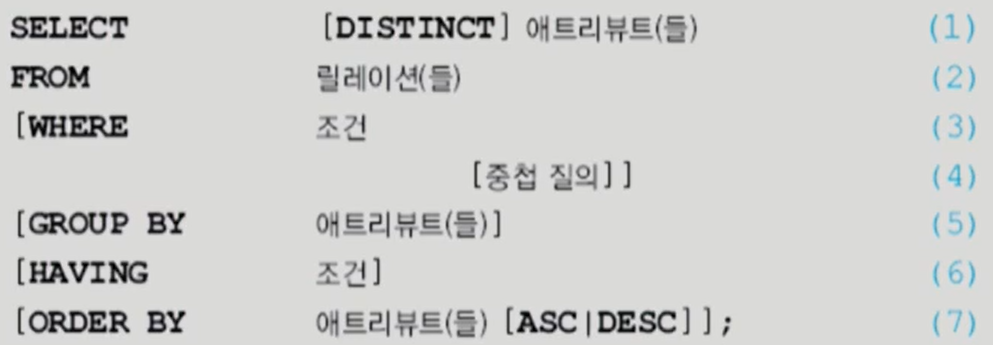 SELECT [DISTINCT] 애트리뷰트(들) (1)
FROM 릴레이션(들) (2)
[WHERE 조건 (3)
[중첩 질의]] (4)
[GROUP BY 애트리뷰트(들)] (5)
[HAVING 조건] (6)
[ORDER BY 애트리뷰트(들) [ASC|DESC]]; (7)